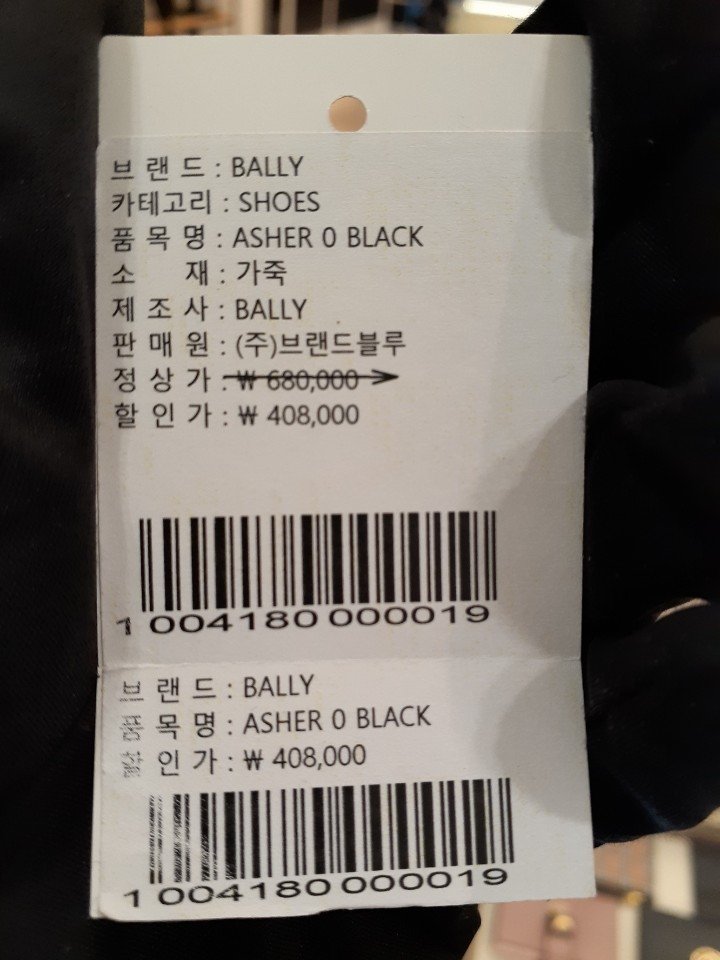 브 랜 드 : BALLY
카테고리 : SHOES
품 목 명 : ASHER 0 BLACK
소 재 : 가죽
제 조 사 : BALLY
판 매 원 : (주)브랜드블루
정 상 가 : ₩ 680,000
할 인 가 : ₩ 408,000
1 004180 000019
브 랜 드 : BALLY
품 목 명 : ASHER 0 BLACK
할 인 가 : ₩ 408,000
1 004180 000019